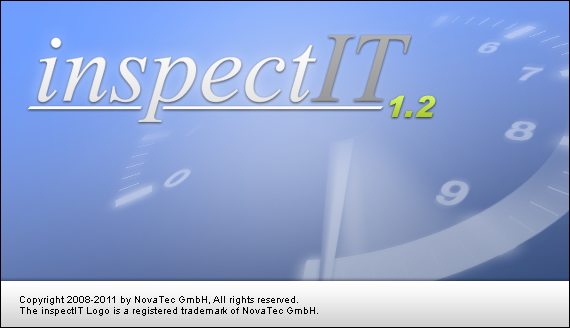 inspectIT
1.2
6
7
8
9
0
Copyright 2008-2011 by NovaTec GmbH, All rights reserved.
The inspectIT Logo is a registered trademark of NovaTec GmbH.